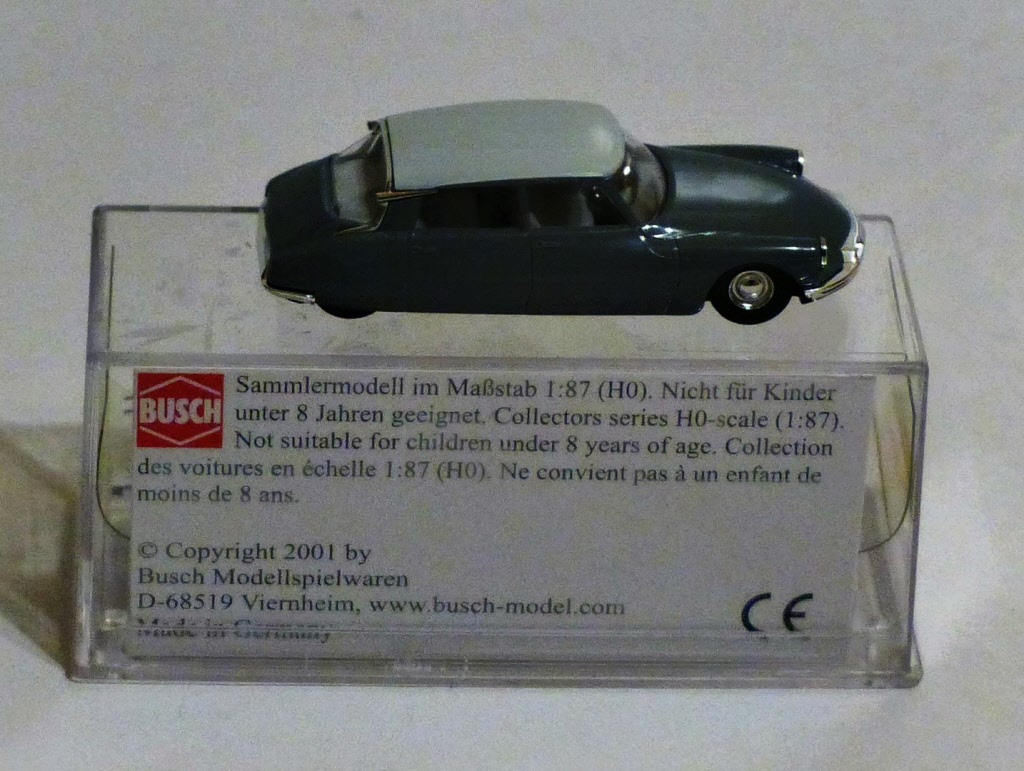 BUSCH
Sammlermodell im Maßstab 1:87 (H0). Nicht für Kinder
unter 8 Jahren geeignet. Collectors series H0-scale (1:87).
Not suitable for children under 8 years of age. Collection
des voitures en échelle 1:87 (H0). Ne convient pas à un enfant de
moins de 8 ans.
© Copyright 2001 by
Busch Modellspielwaren
D-68519 Viernheim, www.busch-model.com
Made in Germany
CE